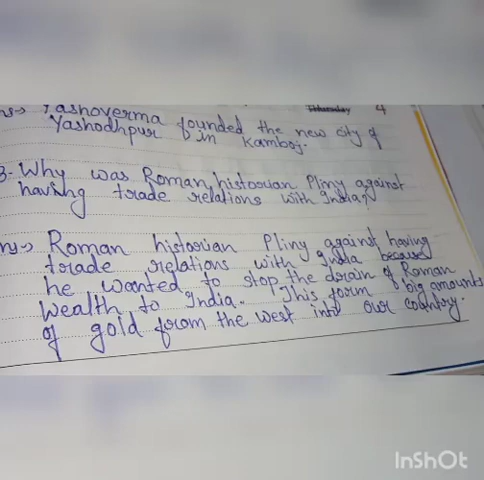 ns→ Yashoverma founded the new city of
Yashodhpur in Kamboj.
3- Why was Roman historian Pliny against
having trade relations with India?
ns→ Roman historian Pliny against having
trade relations with India because
he wanted to stop the drain of Roman
Wealth to India. This form big amounts
of gold from the west into our country.
InShOt